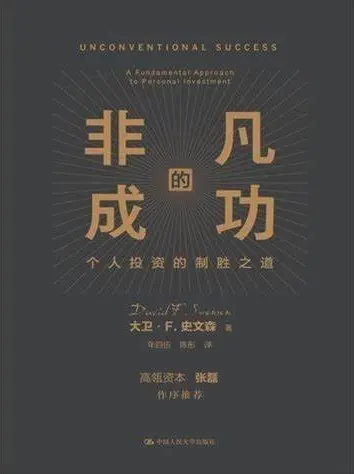 UNCONVENTIONAL SUCCESS
A Fundamental Approach
to Personal Investment
非凡
的
成功
个人投资的制胜之道
David F. Swensen
大卫·F.史文森 著
年四伍 陈彤 译
高瓴资本 张磊
作序推荐
中国人民大学出版社